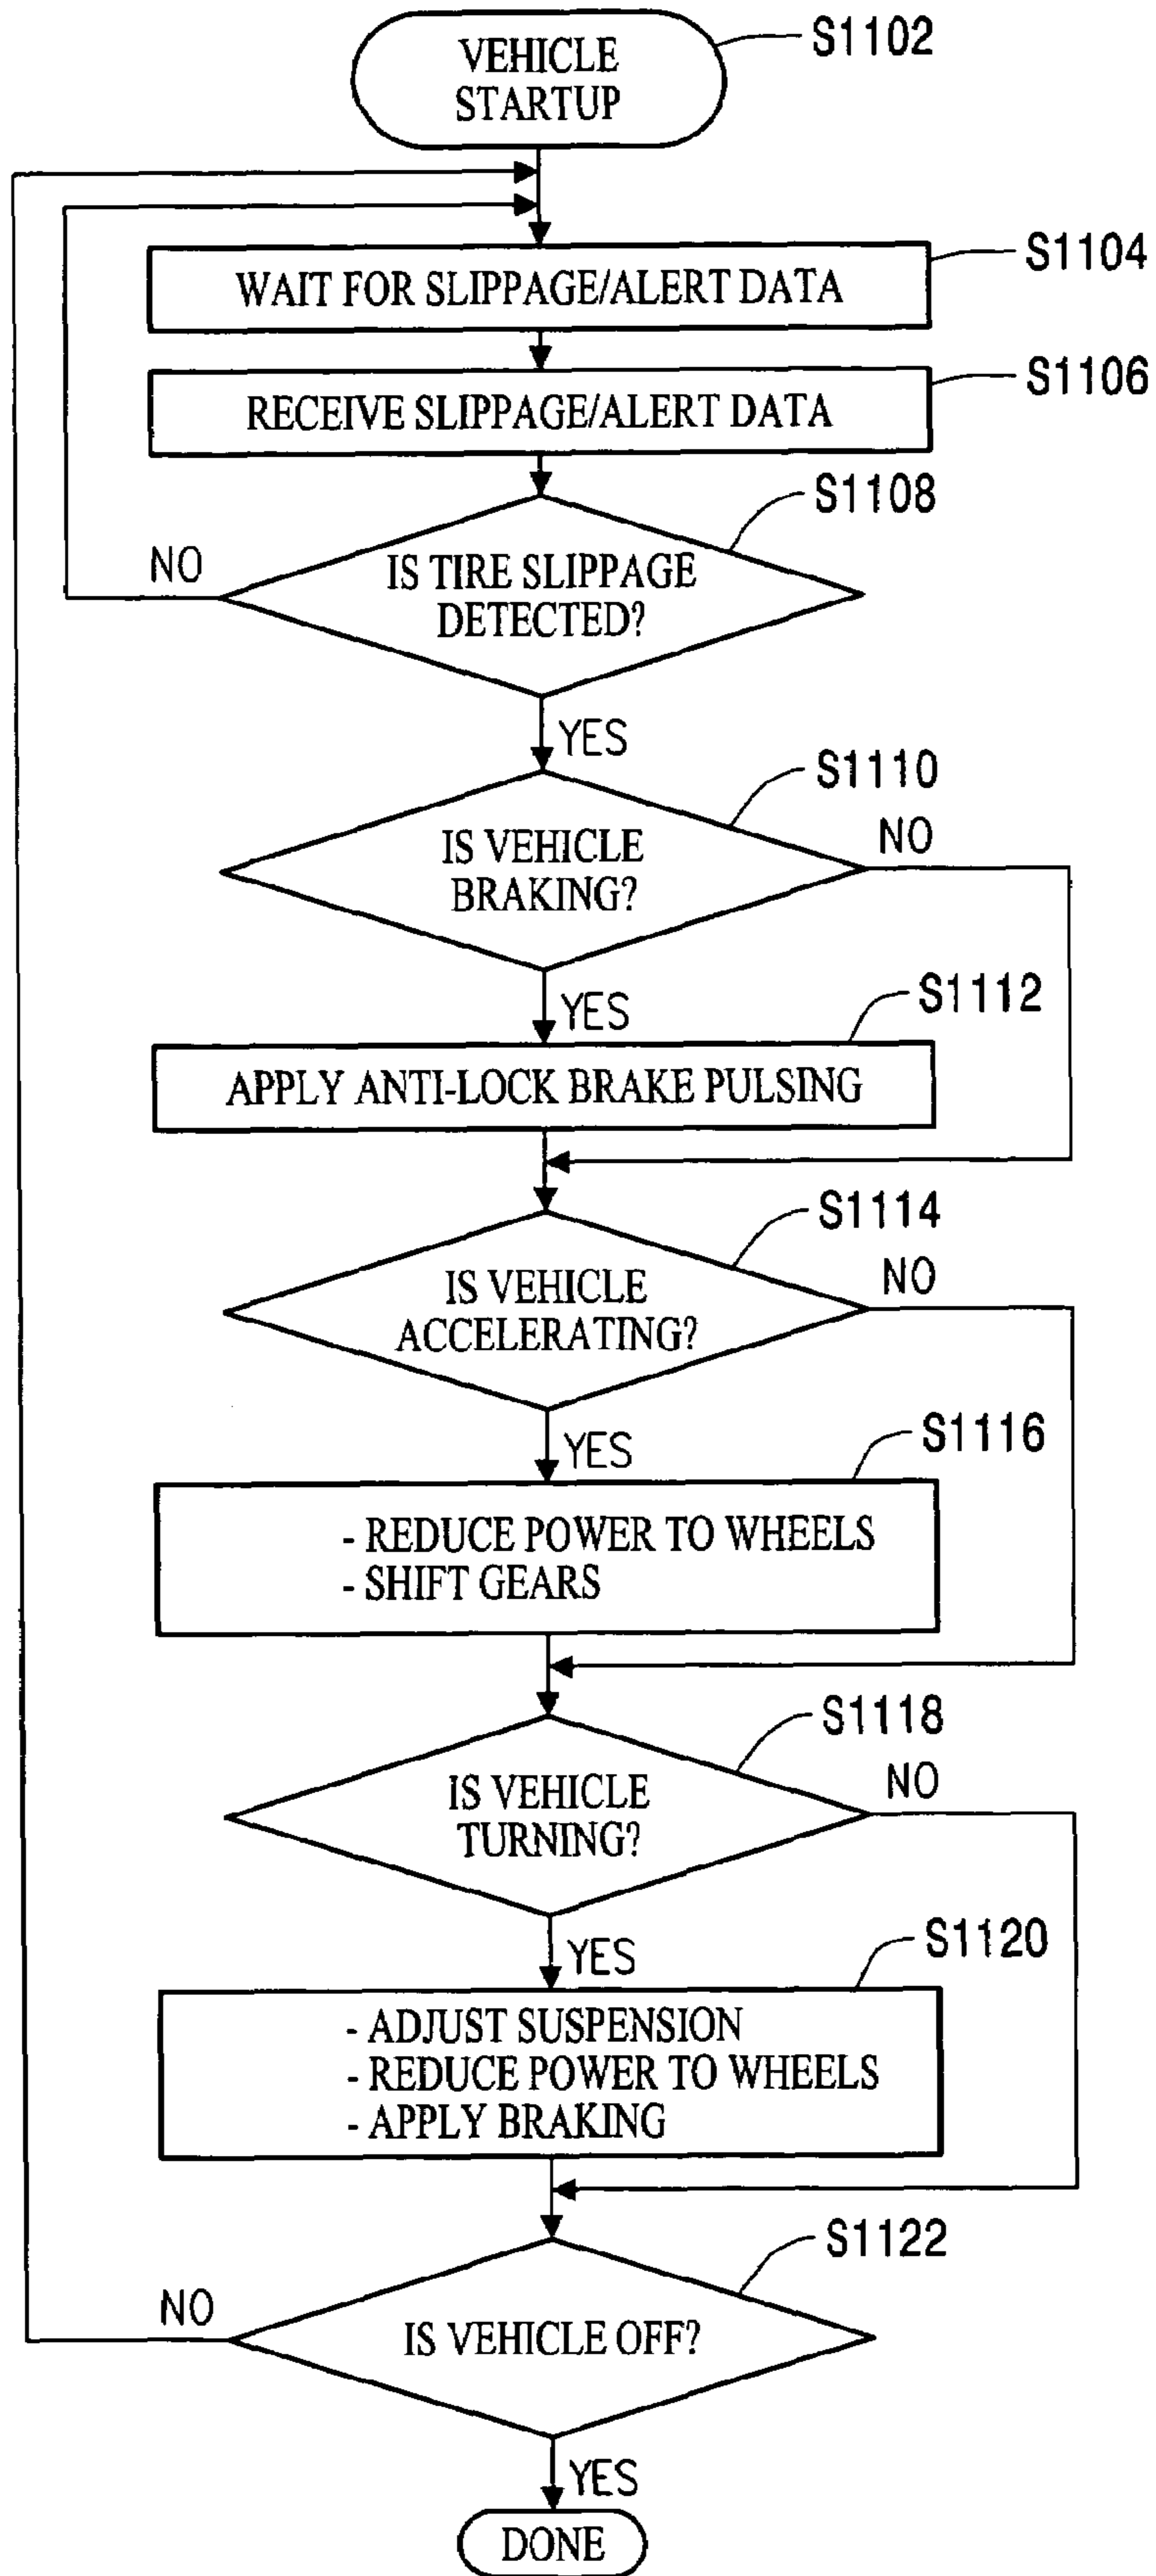 VEHICLE
STARTUP
S1102
WAIT FOR SLIPPAGE/ALERT DATA
S1104
RECEIVE SLIPPAGE/ALERT DATA
S1106
S1108
IS TIRE SLIPPAGE
DETECTED?
NO
YES
S1110
IS VEHICLE
BRAKING?
NO
YES
S1112
APPLY ANTI-LOCK BRAKE PULSING
S1114
IS VEHICLE
ACCELERATING?
NO
YES
S1116
- REDUCE POWER TO WHEELS
- SHIFT GEARS
S1118
IS VEHICLE
TURNING?
NO
YES
S1120
- ADJUST SUSPENSION
- REDUCE POWER TO WHEELS
- APPLY BRAKING
S1122
IS VEHICLE OFF?
NO
YES
DONE